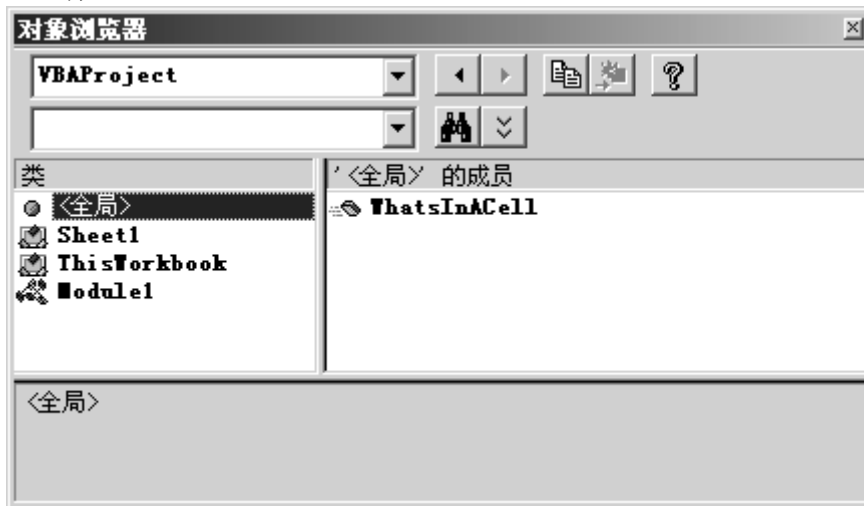 对象浏览器
VBAProject
类
'<全局>' 的成员
<全局>
WhatsInACell
Sheet1
ThisWorkbook
Module1
<全局>